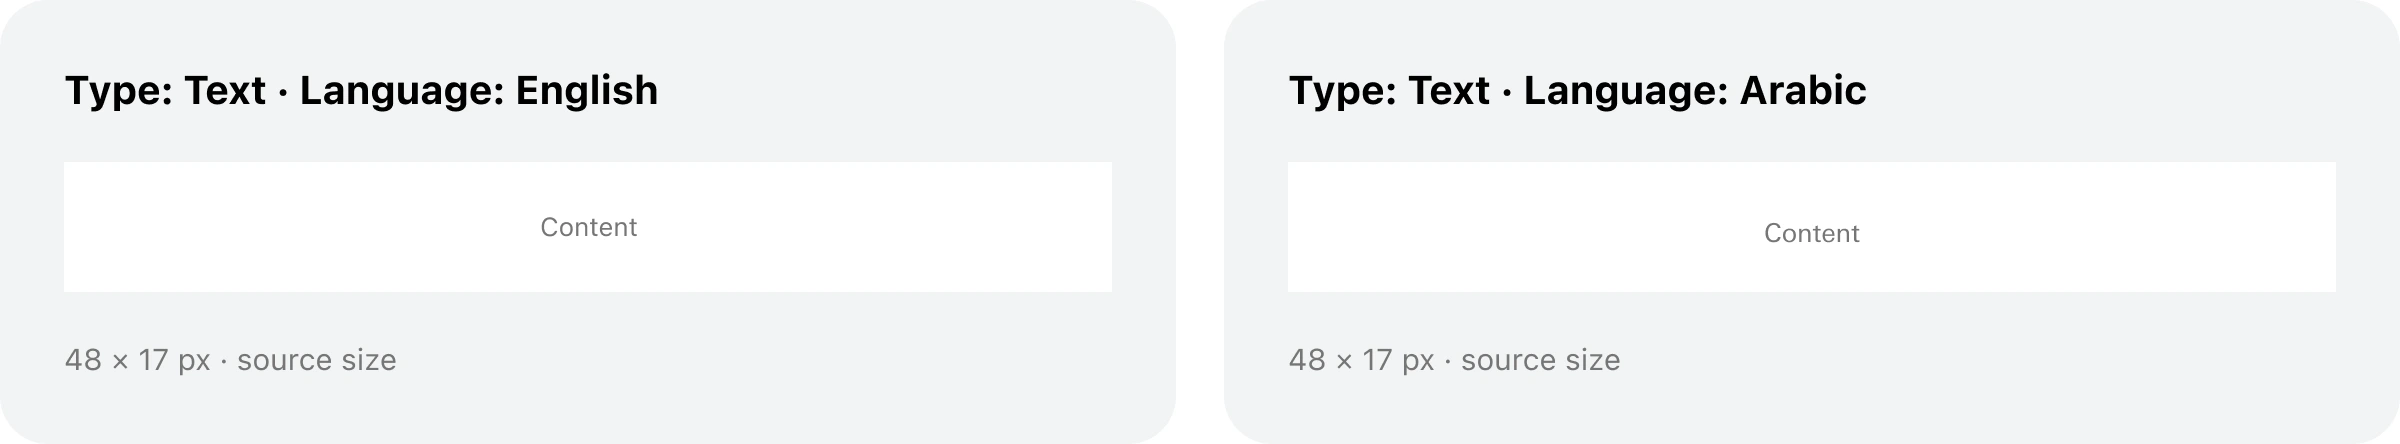 Type: Text · Language: English
Content
48 × 17 px · source size
Type: Text · Language: Arabic
Content
48 × 17 px · source size